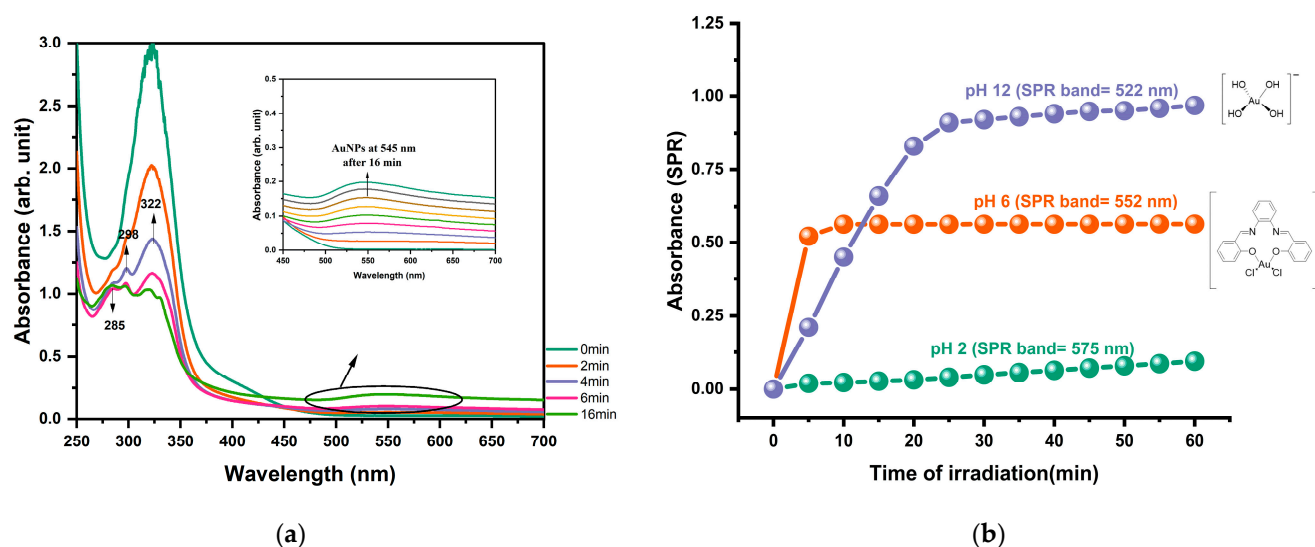 3.0
2.5
2.0
1.5
1.0
0.5
0.0
Absorbance (arb. unit)
250 300 350 400 450 500 550 600 650 700
Wavelength (nm)
322
298
285
0min
2min
4min
6min
16min
0.5
0.4
0.3
0.2
0.1
0.0
Absorbance (arb. unit)
AuNPs at 545 nm
after 16 min
450 500 550 600 650 700
Wavelength (nm)
(a)
1.25
1.00
0.75
0.50
0.25
0.00
Absorbance (SPR)
pH 12 (SPR band= 522 nm)
pH 6 (SPR band= 552 nm)
pH 2 (SPR band= 575 nm)
0 10 20 30 40 50 60
Time of irradiation(min)
HO OH
Au
HO OH
−
N N
O O
Au
Cl Cl
(b)